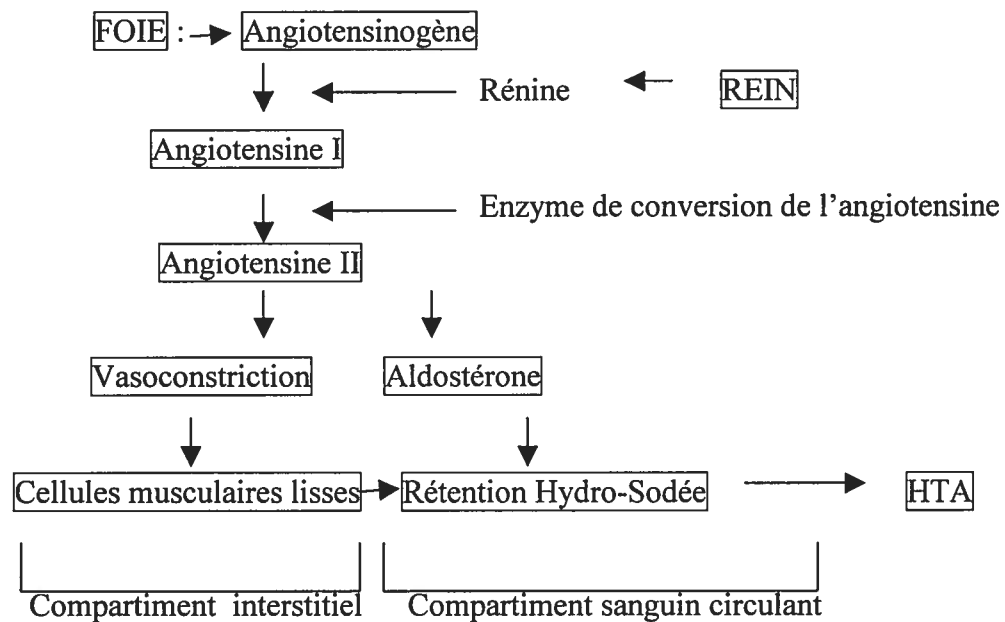 FOIE : Angiotensinogène
Rénine REIN
Angiotensine I
Enzyme de conversion de l'angiotensine
Angiotensine II
Vasoconstriction Aldostérone
Cellules musculaires lisses Rétention Hydro-Sodée HTA
Compartiment interstitiel Compartiment sanguin circulant